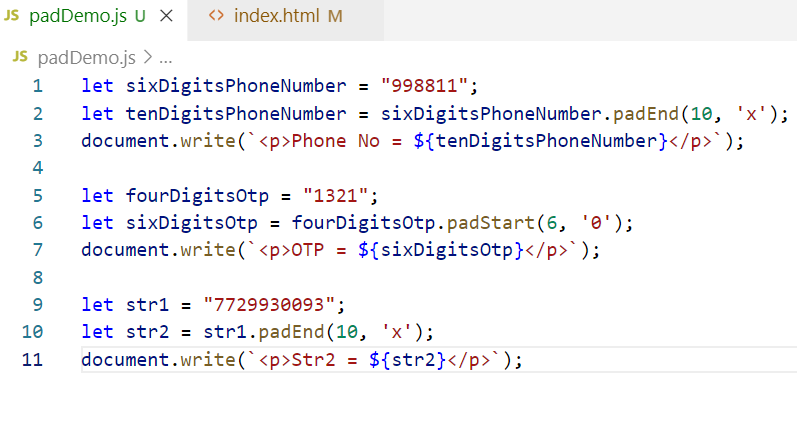 JS padDemo.js U × <> index.html M
JS padDemo.js > ...
1 let sixDigitsPhoneNumber = "998811";
2 let tenDigitsPhoneNumber = sixDigitsPhoneNumber.padEnd(10, 'x');
3 document.write(`<p>Phone No = ${tenDigitsPhoneNumber}</p>`);
4
5 let fourDigitsOtp = "1321";
6 let sixDigitsOtp = fourDigitsOtp.padStart(6, '0');
7 document.write(`<p>OTP = ${sixDigitsOtp}</p>`);
8
9 let str1 = "7729930093";
10 let str2 = str1.padEnd(10, 'x');
11 document.write(`<p>Str2 = ${str2}</p>`);